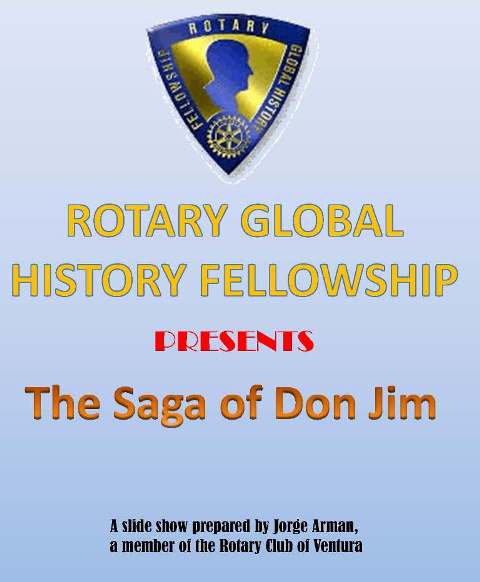 ROTARY
GLOBAL HISTORY
FELLOWSHIP
ROTARY GLOBAL
HISTORY FELLOWSHIP
PRESENTS
The Saga of Don Jim
A slide show prepared by Jorge Arman,
a member of the Rotary Club of Ventura